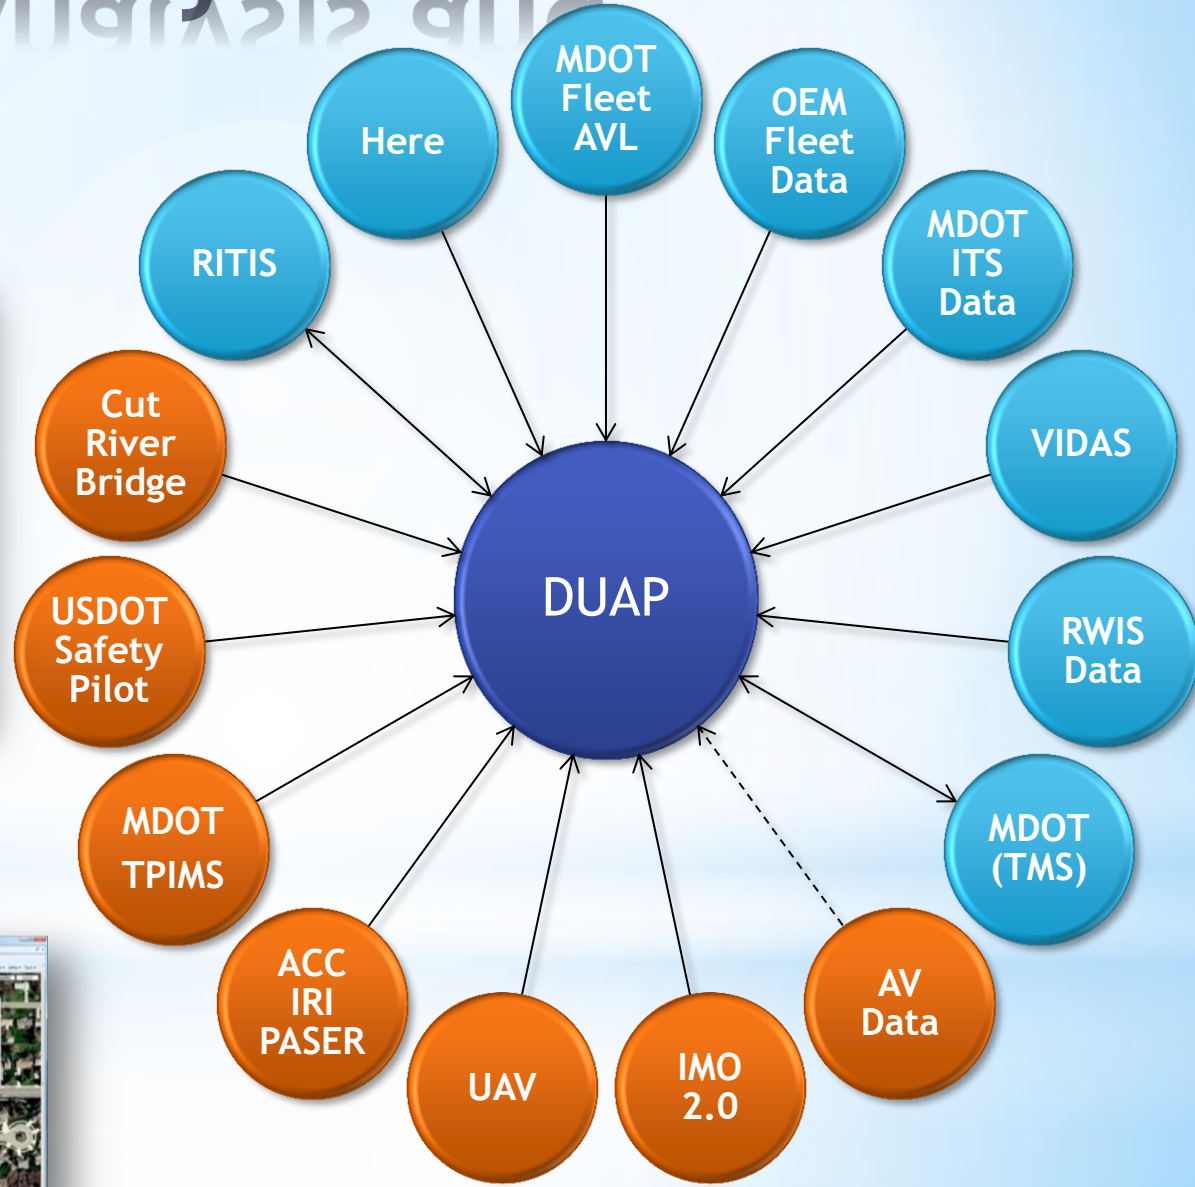 MDOT
Fleet
AVL
OEM
Fleet
Data
Here
MDOT
ITS
Data
RITIS
Cut
River
Bridge
VIDAS
DUAP
USDOT
Safety
Pilot
RWIS
Data
MDOT
TPIMS
MDOT
(TMS)
ACC
IRI
PASER
AV
Data
UAV
IMO
2.0